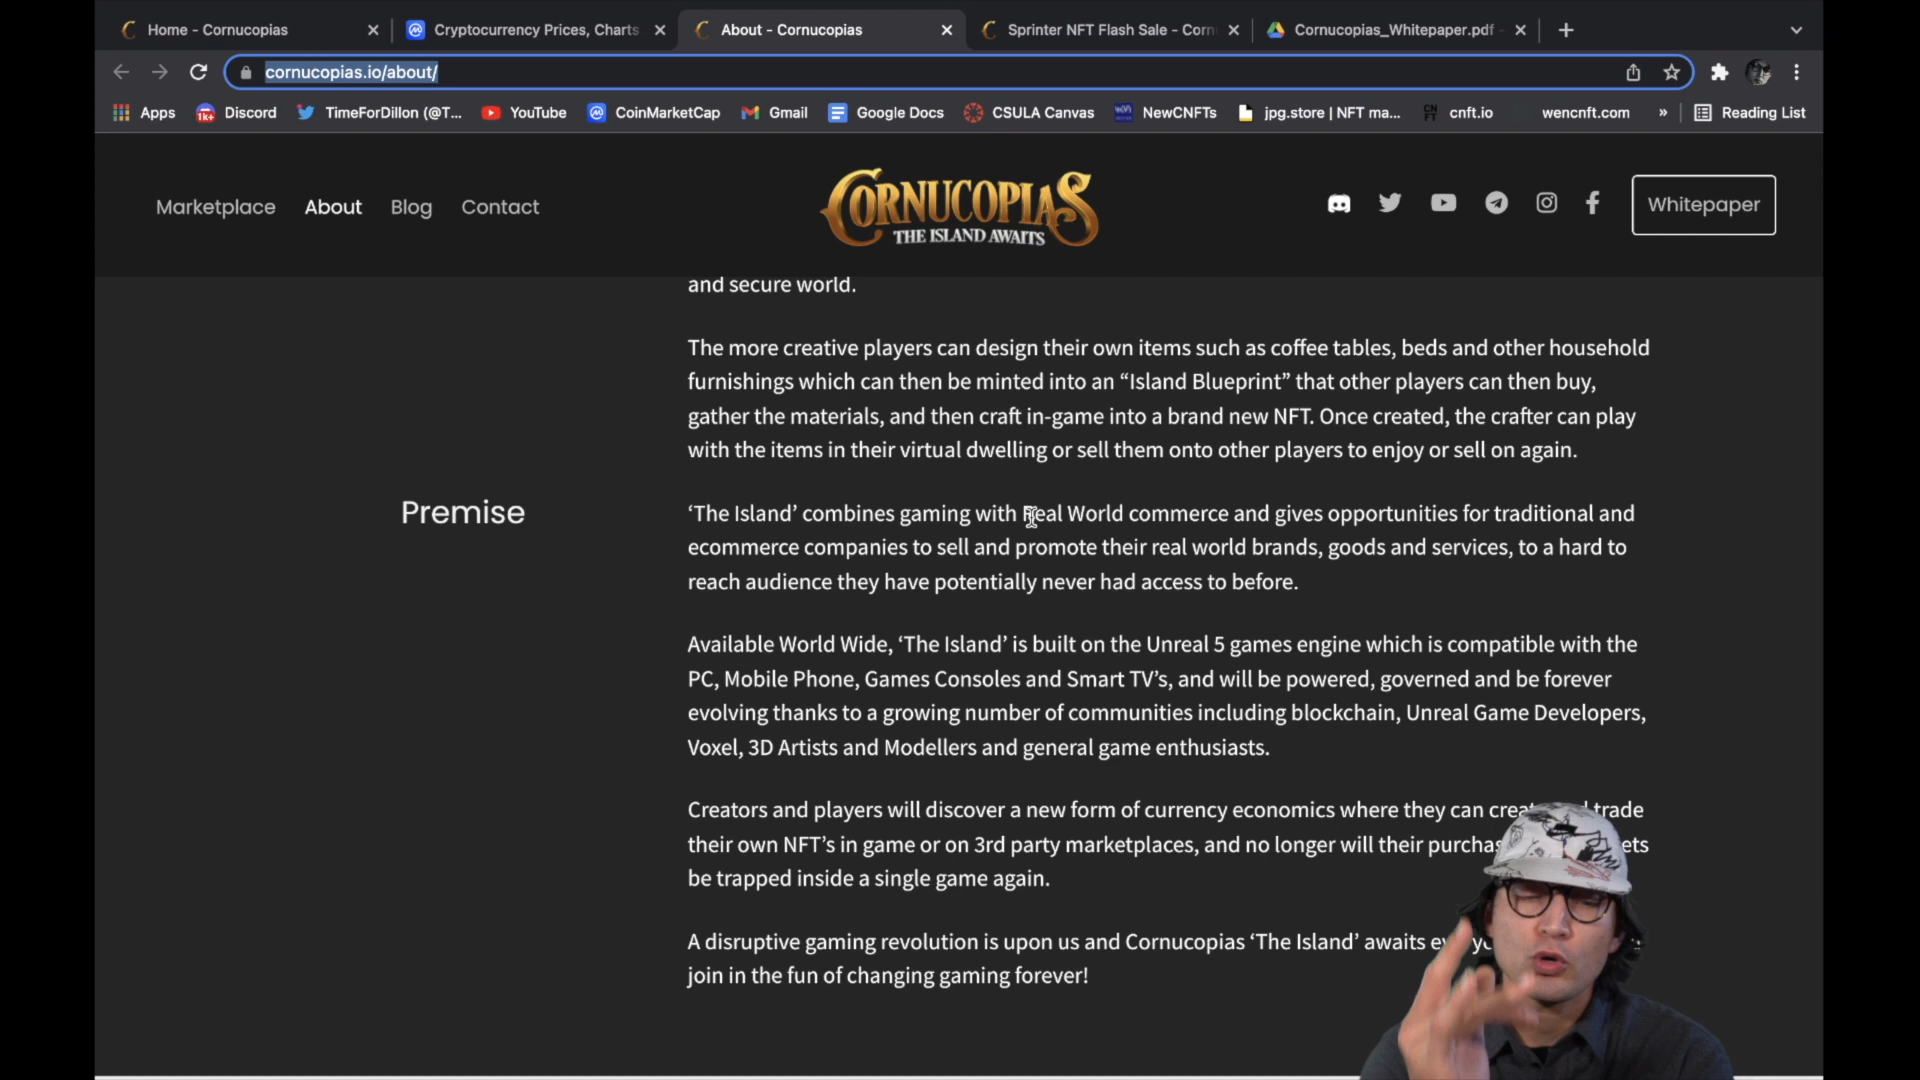 Home - Cornucopias
Cryptocurrency Prices, Charts
About - Cornucopias
Sprinter NFT Flash Sale - Corn
Cornucopias_Whitepaper.pdf -
cornucopias.io/about/
Apps
1k+
Discord
TimeForDillon (@T...
YouTube
CoinMarketCap
Gmail
Google Docs
CSULA Canvas
NewCNFTs
jpg.store | NFT ma...
CNFT
cnft.io
wencnft.com
»
Reading List
Marketplace
About
Blog
Contact
CORNUCOPIAS
THE ISLAND AWAITS
Whitepaper
and secure world.
The more creative players can design their own items such as coffee tables, beds and other household
furnishings which can then be minted into an “Island Blueprint” that other players can then buy,
gather the materials, and then craft in-game into a brand new NFT. Once created, the crafter can play
with the items in their virtual dwelling or sell them onto other players to enjoy or sell on again.
Premise
‘The Island’ combines gaming with Real World commerce and gives opportunities for traditional and
ecommerce companies to sell and promote their real world brands, goods and services, to a hard to
reach audience they have potentially never had access to before.
Available World Wide, ‘The Island’ is built on the Unreal 5 games engine which is compatible with the
PC, Mobile Phone, Games Consoles and Smart TV’s, and will be powered, governed and be forever
evolving thanks to a growing number of communities including blockchain, Unreal Game Developers,
Voxel, 3D Artists and Modellers and general game enthusiasts.
Creators and players will discover a new form of currency economics where they can trade
their own NFT’s in game or on 3rd party marketplaces, and no longer will their
be trapped inside a single game again.
A disruptive gaming revolution is upon us and Cornucopias ‘The Island’ awaits
join in the fun of changing gaming forever!